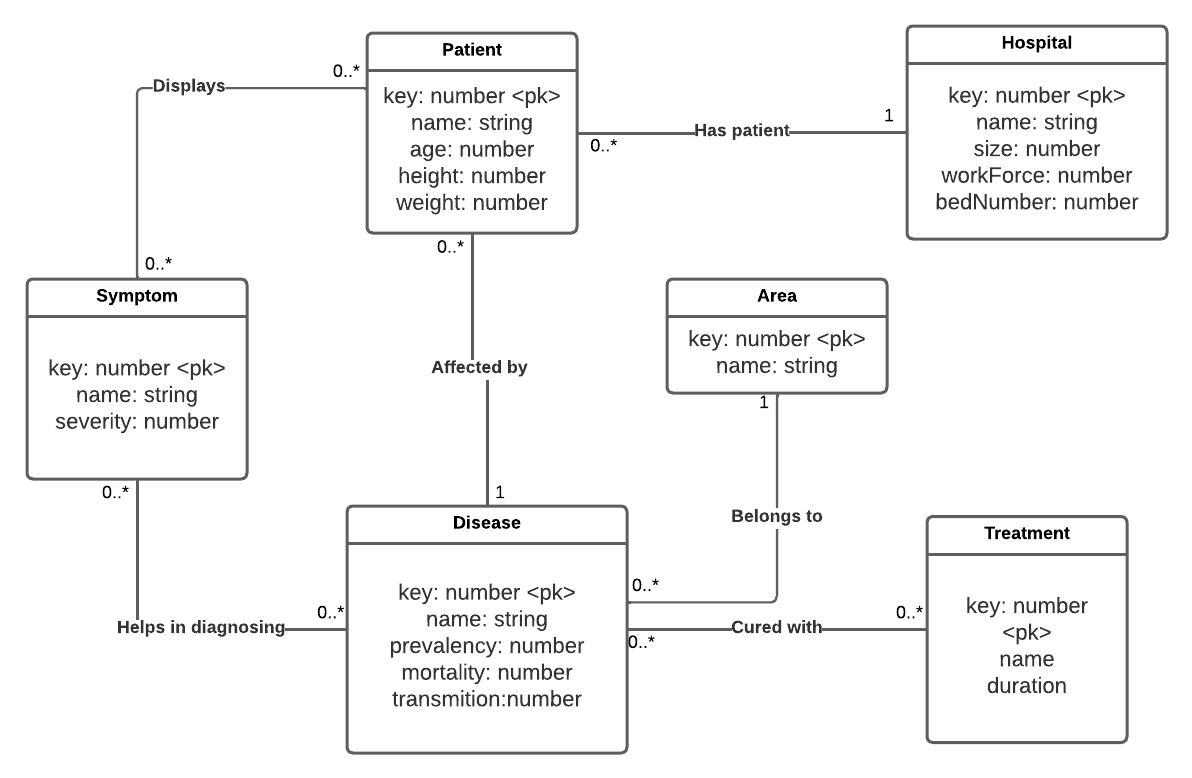 Patient
key: number <pk>
name: string
age: number
height: number
weight: number
Hospital
key: number <pk>
name: string
size: number
workForce: number
bedNumber: number
Displays
0..*
0..*
Has patient
0..*
1
Symptom
key: number <pk>
name: string
severity: number
0..*
Affected by
1
Area
key: number <pk>
name: string
1
Belongs to
0..*
0..*
Helps in diagnosing
0..*
Disease
key: number <pk>
name: string
prevalency: number
mortality: number
transmition:number
Cured with
0..*
0..*
Treatment
key: number
<pk>
name
duration